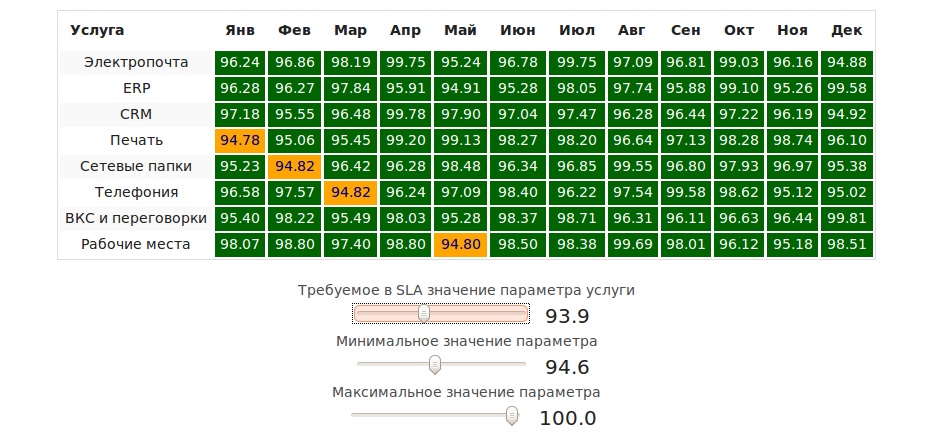 Услуга Янв Фев Мар Апр Май Июн Июл Авг Сен Окт Ноя Дек
Электропочта 96.24 96.86 98.19 99.75 95.24 96.78 99.75 97.09 96.81 99.03 96.16 94.88
ERP 96.28 96.27 97.84 95.91 94.91 95.28 98.05 97.74 95.88 99.10 95.26 99.58
CRM 97.18 95.55 96.48 99.78 97.90 97.04 97.47 96.28 96.44 97.22 96.19 94.92
Печать 94.78 95.06 95.45 99.20 99.13 98.27 98.20 96.64 97.13 98.28 98.74 96.10
Сетевые папки 95.23 94.82 96.42 96.28 98.48 96.34 96.85 99.55 96.80 97.93 96.97 95.38
Телефония 96.58 97.57 94.82 96.24 97.09 98.40 96.22 97.54 99.58 98.62 95.12 95.02
ВКС и переговорки 95.40 98.22 95.49 98.03 95.28 98.37 98.71 96.31 96.11 96.63 96.44 99.81
Рабочие места 98.07 98.80 97.40 98.80 94.80 98.50 98.38 99.69 98.01 96.12 95.18 98.51
Требуемое в SLA значение параметра услуги
93.9
Минимальное значение параметра
94.6
Максимальное значение параметра
100.0